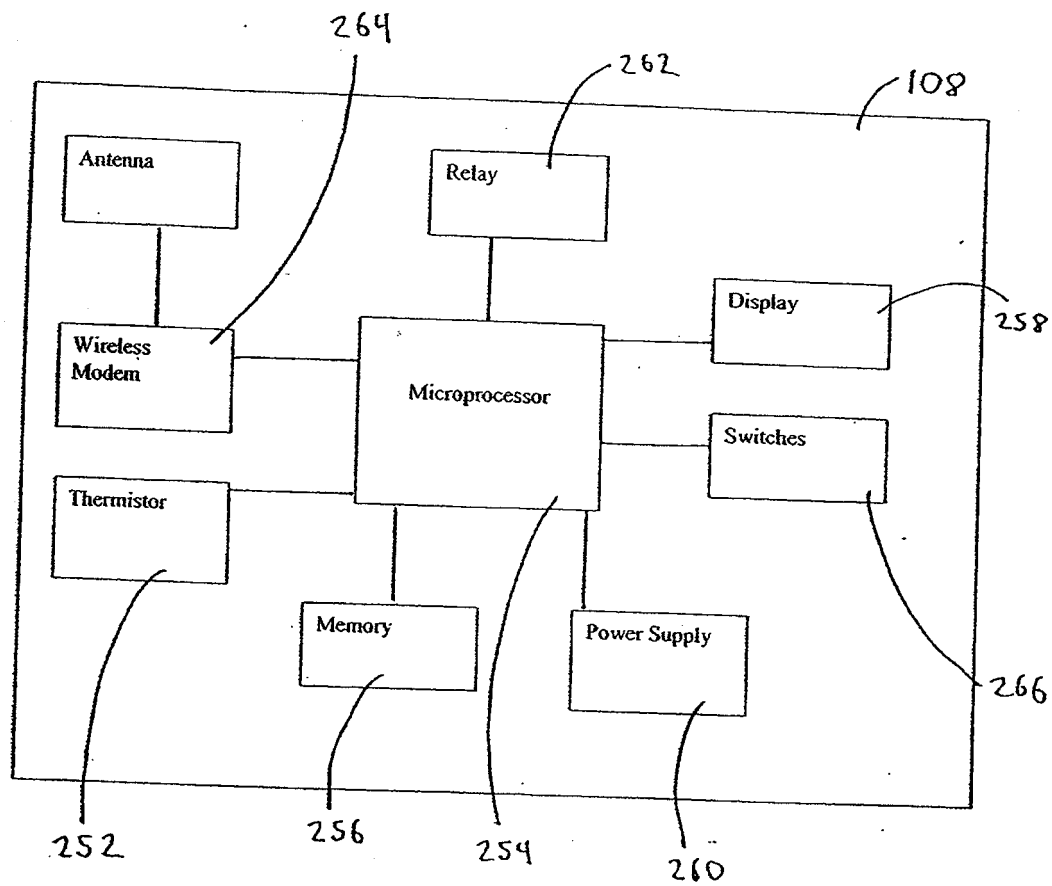 264
262
108
Antenna
Relay
Display
258
Wireless
Modem
Microprocessor
Switches
Thermistor
Memory
Power Supply
266
252
256
254
260